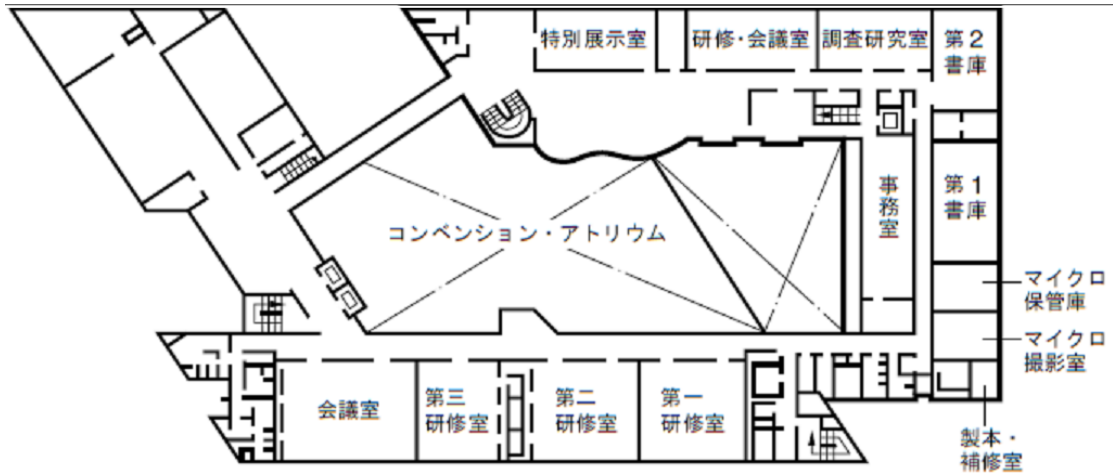 特別展示室
研修・会議室
調査研究室
第2
書庫
第1
書庫
事
務
室
コンベンション・アトリウム
マイクロ
保管庫
マイクロ
撮影室
会議室
第三
研修室
第二
研修室
第一
研修室
製本・
補修室